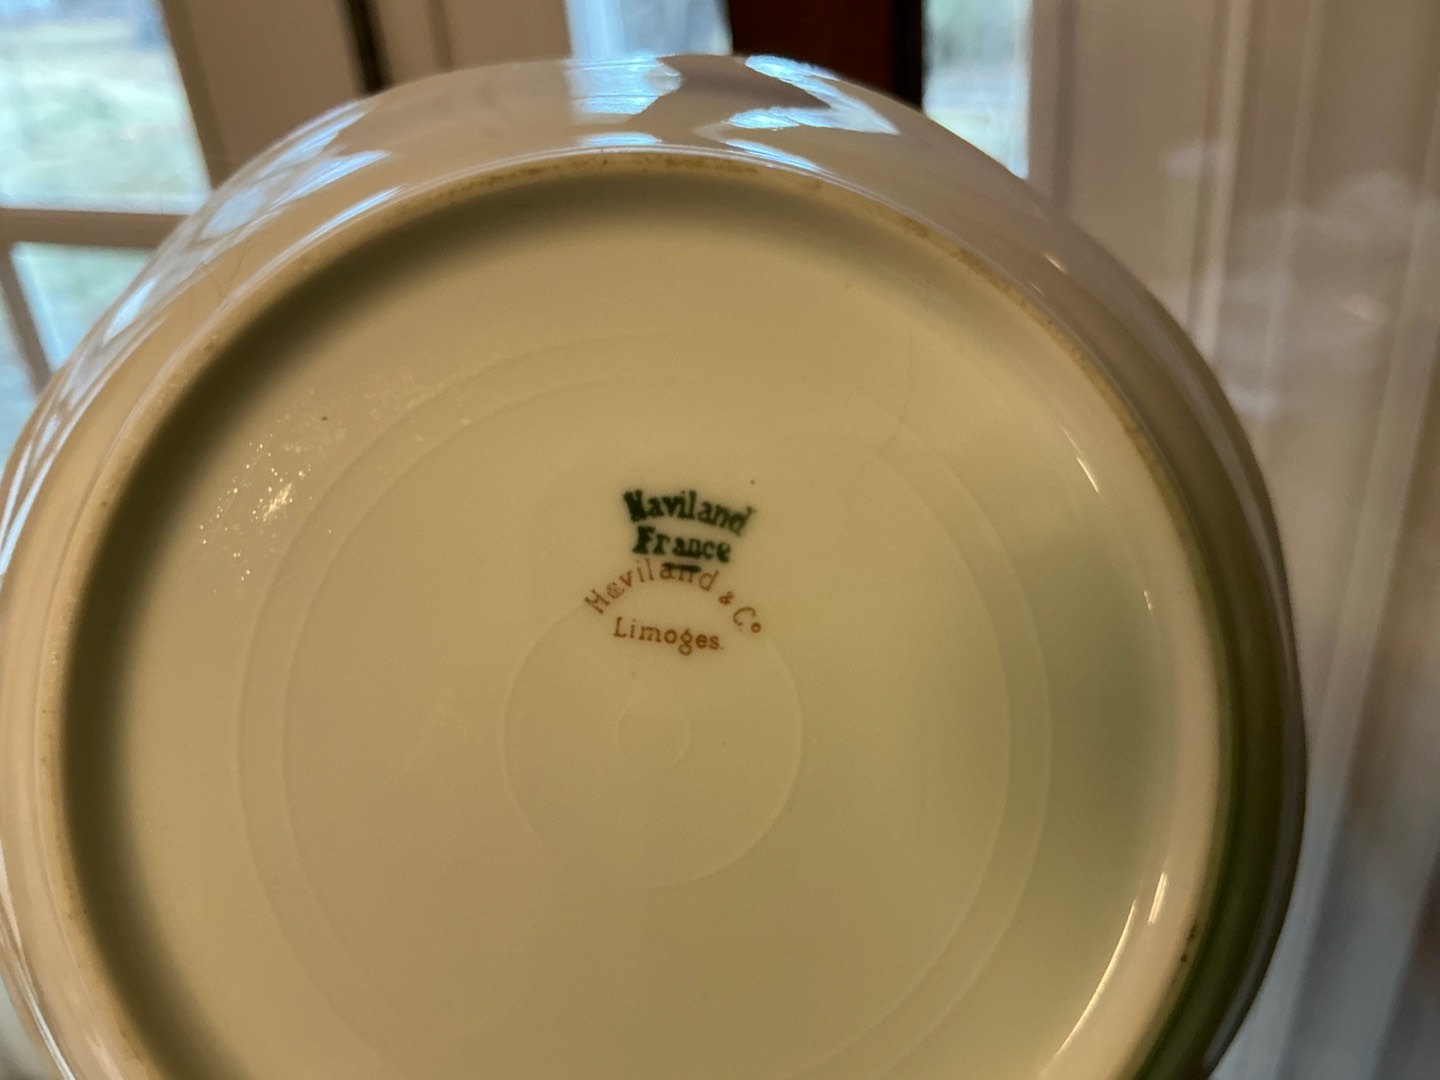 Haviland
France
Haviland & Co
Limoges.